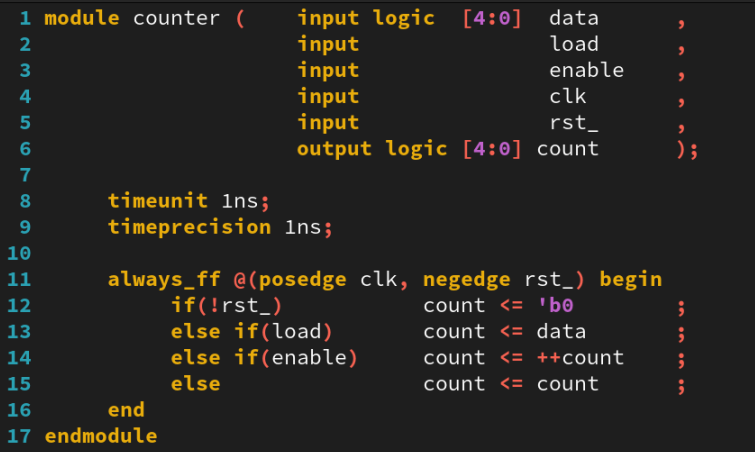 1 module counter (    input logic  [4:0]  data      ,
2                     input               load      ,
3                     input               enable    ,
4                     input               clk       ,
5                     input               rst_      ,
6                     output logic [4:0] count      );
7
8      timeunit 1ns;
9      timeprecision 1ns;
10
11      always_ff @(posedge clk, negedge rst_) begin
12           if(!rst_)           count <= 'b0        ;
13           else if(load)       count <= data       ;
14           else if(enable)     count <= ++count    ;
15           else                count <= count      ;
16      end
17 endmodule